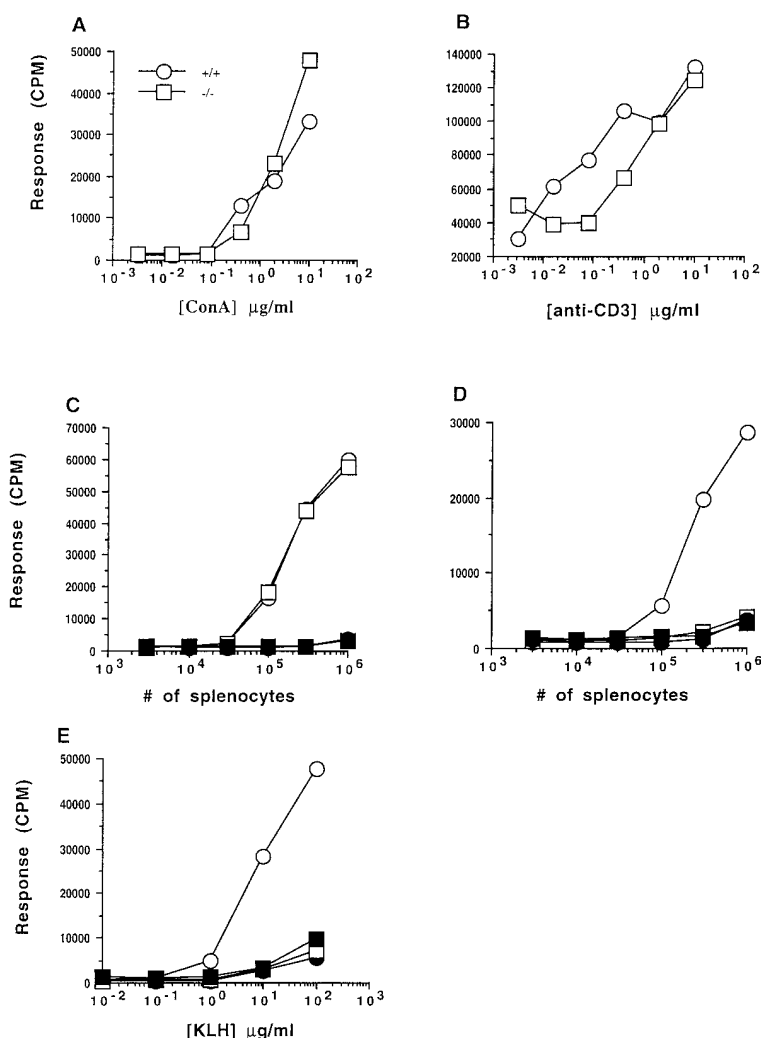 A
Response (CPM)
50000
40000
30000
20000
10000
0
+/+
-/-
10-3 10-2 10-1 100 101 102
[ConA] µg/ml
B
140000
120000
100000
80000
60000
40000
20000
10-3 10-2 10-1 100 101 102
[anti-CD3] µg/ml
C
Response (CPM)
70000
60000
50000
40000
30000
20000
10000
0
103 104 105 106
# of splenocytes
D
30000
20000
10000
0
103 104 105 106
# of splenocytes
E
Response (CPM)
50000
40000
30000
20000
10000
0
10-2 10-1 100 101 102 103
[KLH] µg/ml